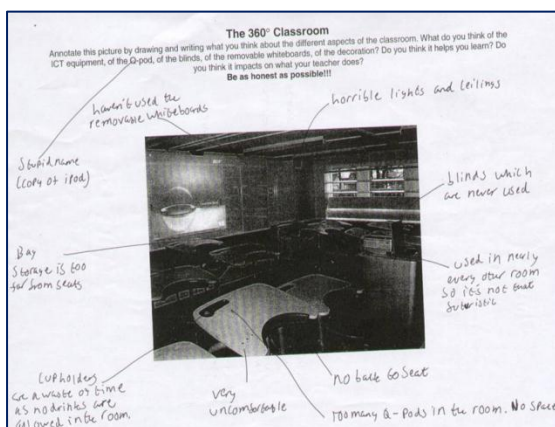 The 360° Classroom
Annotate this picture by drawing and writing what you think about the different aspects of the classroom. What do you think of the
ICT equipment, of the Q-pod, of the blinds, of the removable whiteboards, of the decoration? Do you think it helps you learn? Do
you think it impacts on what your teacher does?
Be as honest as possible!!!
haven't used the
removable whiteboards
horrible lights and ceilings
Stupid name
(copy of ipod)
blinds which
are never used
Bag
Storage is too
far from seats
used in nearly
every other room
so it's not that
futuristic
Cupholders
are a waste of time
as no drinks are
allowed in the room.
very
uncomfortable
no back to seat
Too many Q-Pods in the room. No space